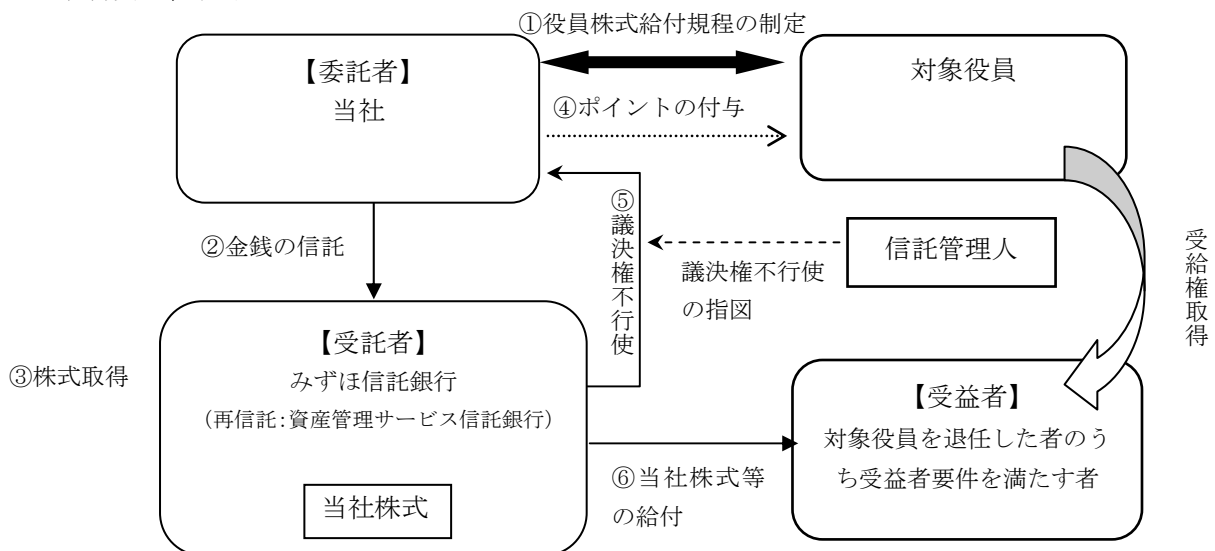 ①役員株式給付規程の制定
【委託者】
当社
対象役員
④ポイントの付与
②金銭の信託
⑤議決権不行使
議決権不行使
の指図
信託管理人
受給権取得
③株式取得
【受託者】
みずほ信託銀行
（再信託：資産管理サービス信託銀行）
当社株式
⑥当社株式等
の給付
【受益者】
対象役員を退任した者のう
ち受益者要件を満たす者